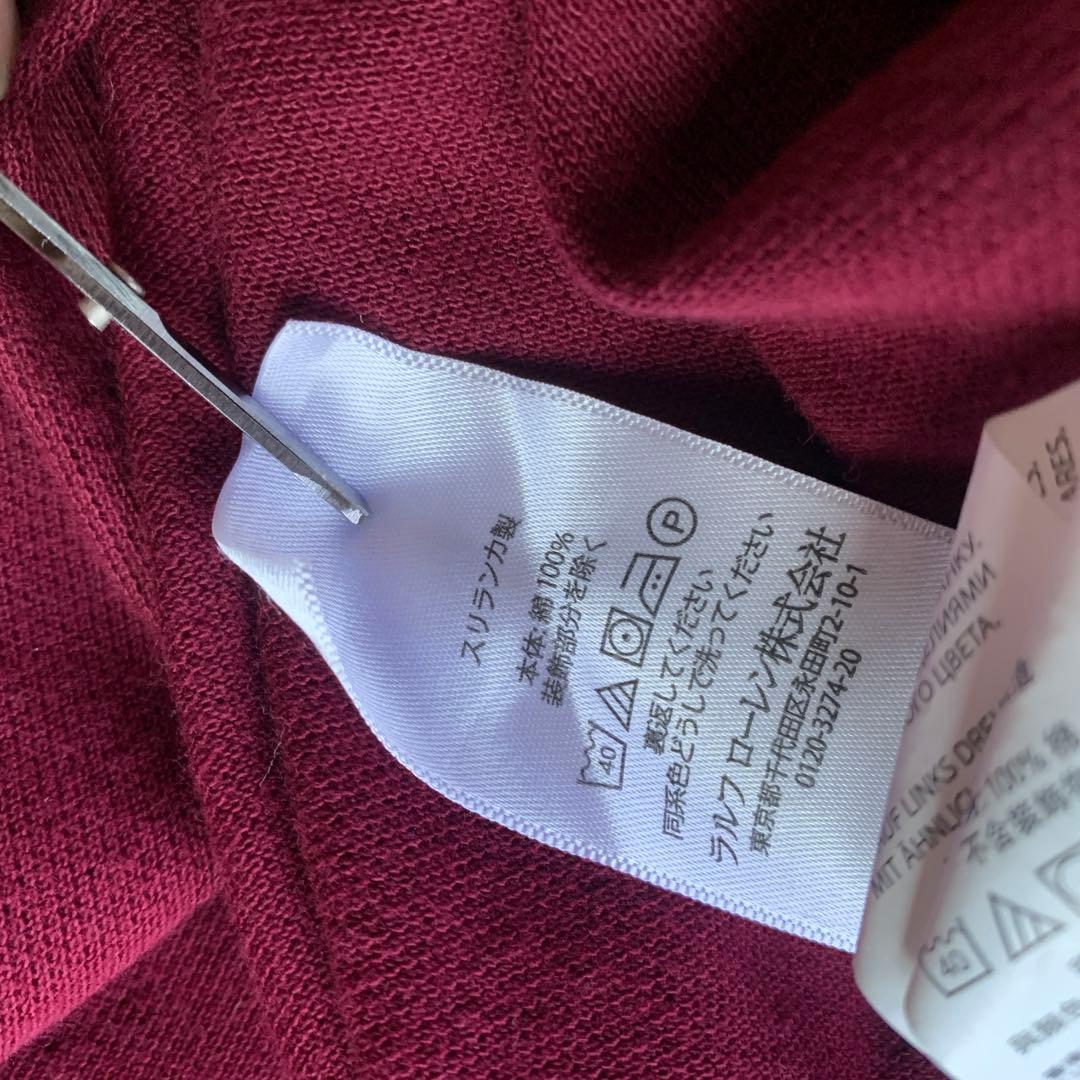 スリランカ製
本体: 綿 100%
装飾部分を除く
40 P
裏返してください
同系色どうしで洗ってください
ラルフ ローレン株式会社
東京都千代田区永田町2-10-1
0120-3274-20
ЦВЕТА.
AUF LINKS
MIT
100% 棉
不含装饰
40